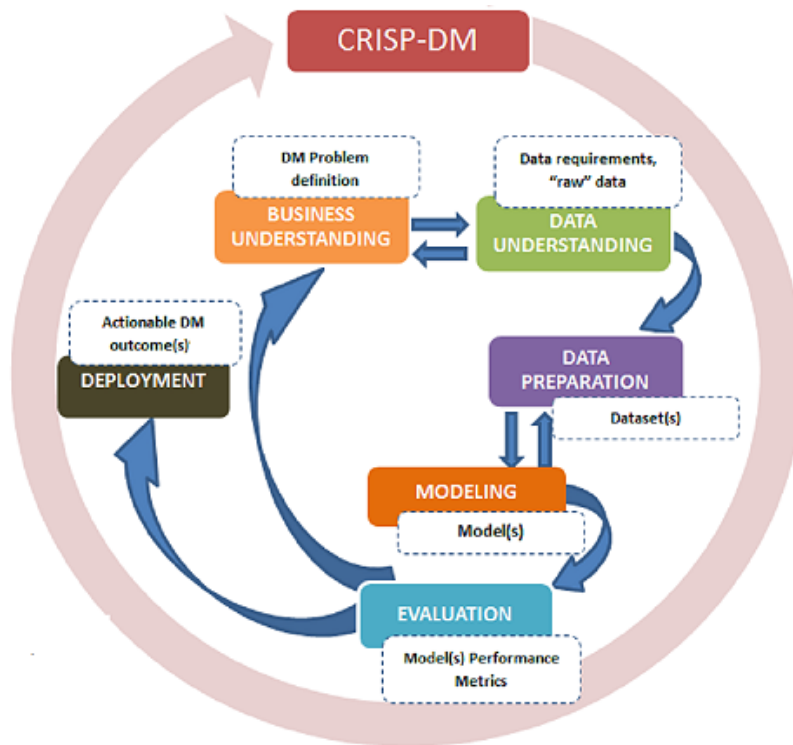 CRISP-DM
DM Problem
definition
BUSINESS
UNDERSTANDING
Data requirements,
“raw” data
DATA
UNDERSTANDING
Actionable DM
outcome(s)
DEPLOYMENT
DATA
PREPARATION
Dataset(s)
MODELING
Model(s)
EVALUATION
Model(s) Performance
Metrics